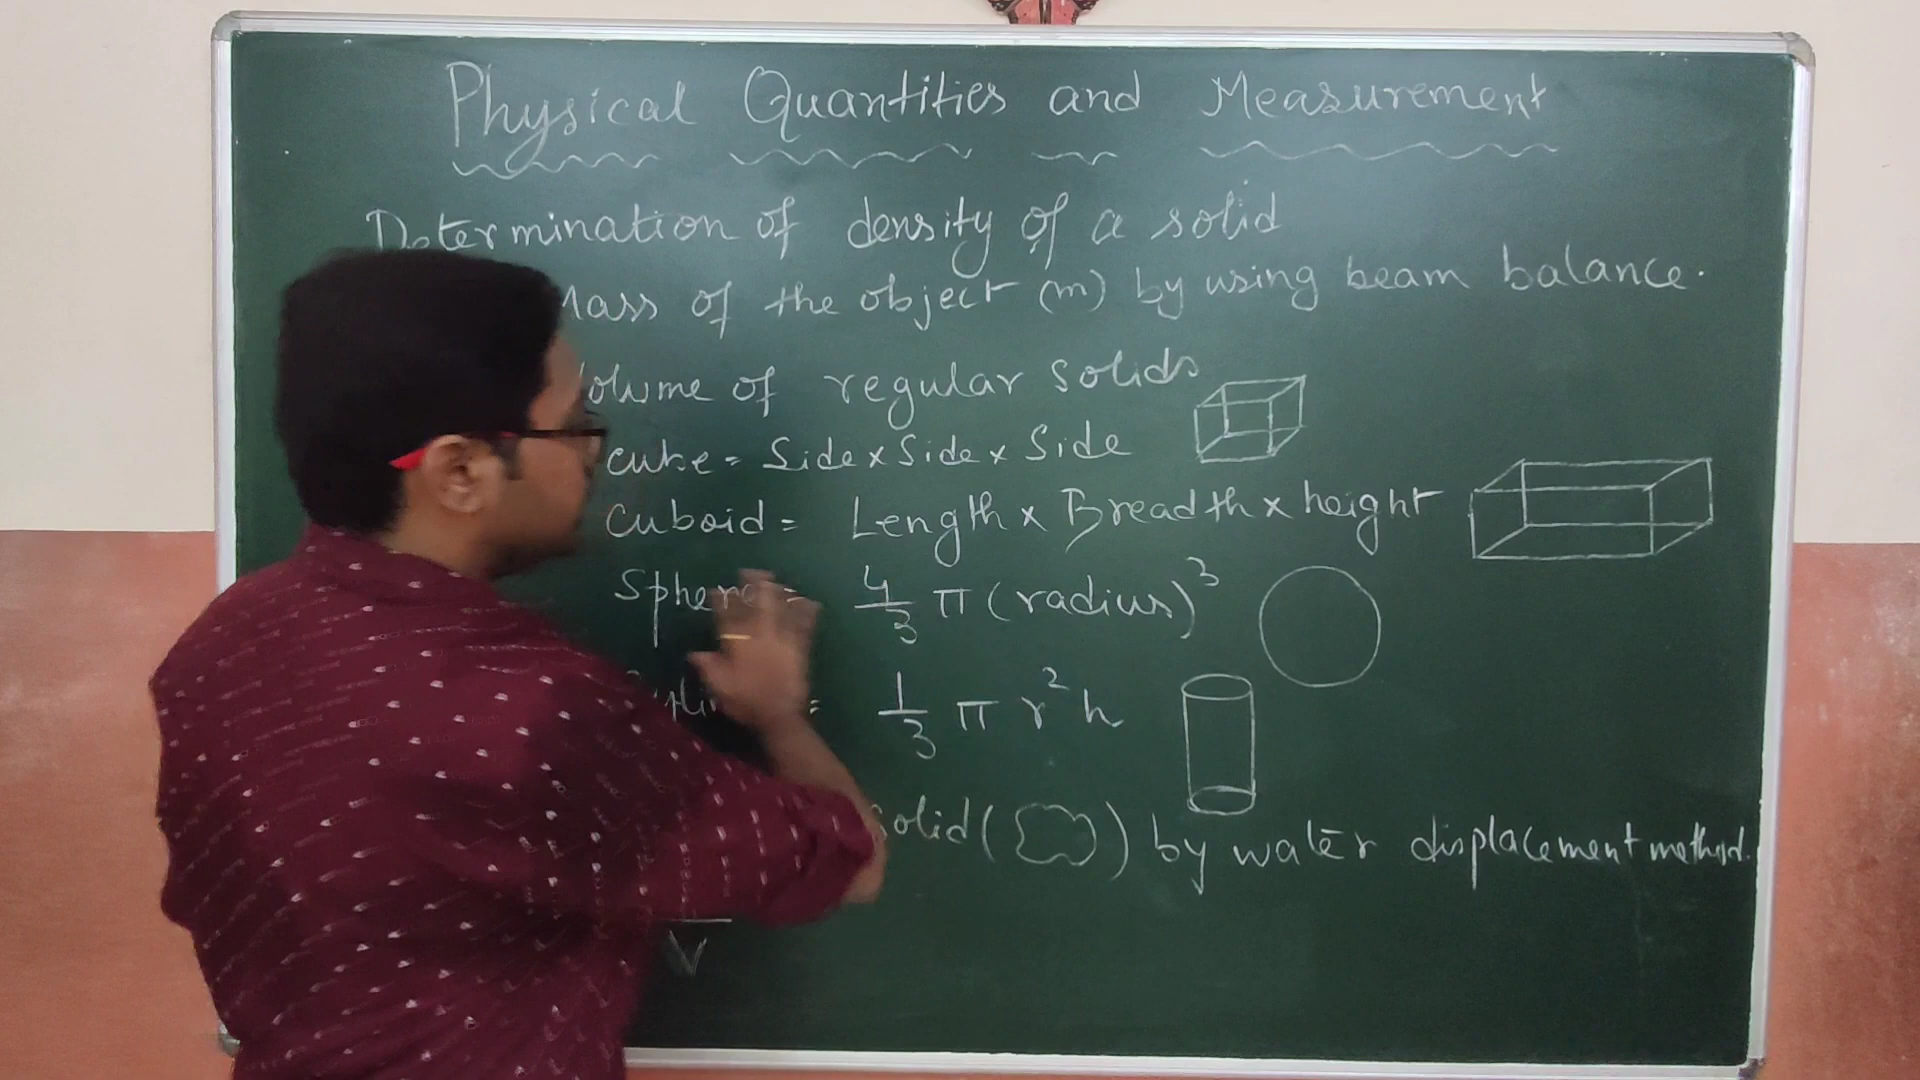 Physical Quantities and Measurement
Determination of density of a solid
Mass of the object (m) by using beam balance.
Volume of regular solids
cube = Side x Side x Side
Cuboid = Length x Breadth x height
Sphere = 4/3 π (radius)³
= 1/3 π r² h
solid ( ) by water displacement method.
V